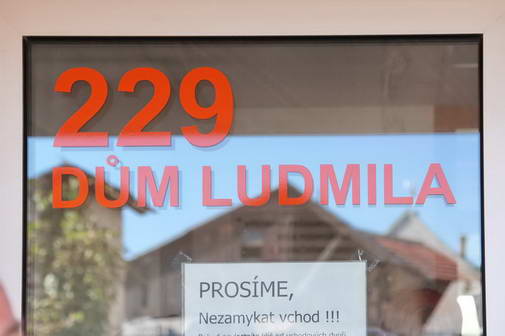 229
DŮM LUDMILA
PROSÍME,
Nezamykat vchod !!!